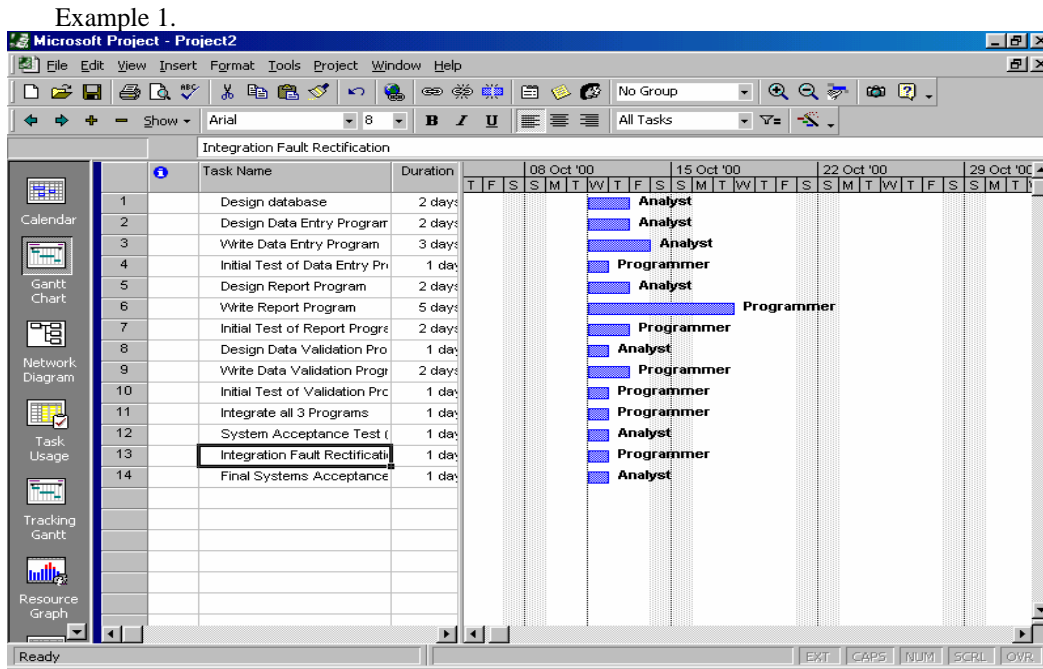 Example 1.
Microsoft Project - Project2
File Edit View Insert Format Tools Project Window Help
ABC No Group
Show Arial 8 B I U All Tasks
Integration Fault Rectification
Task Name Duration 08 Oct '00 15 Oct '00 22 Oct '00 29 Oct '00
T F S S M T W T F S S M T W T F S S M T W T F S S M T
1 Design database 2 days Analyst
2 Design Data Entry Program 2 days Analyst
3 Write Data Entry Program 3 days Analyst
4 Initial Test of Data Entry Pr 1 day Programmer
5 Design Report Program 2 days Analyst
6 Write Report Program 5 days Programmer
7 Initial Test of Report Progra 2 days Programmer
8 Design Data Validation Pro 1 day Analyst
9 Write Data Validation Progr 2 days Programmer
10 Initial Test of Validation Prc 1 day Programmer
11 Integrate all 3 Programs 1 day Programmer
12 System Acceptance Test ( 1 day Analyst
13 Integration Fault Rectificati 1 day Programmer
14 Final Systems Acceptance 1 day Analyst
Calendar
Gantt
Chart
Network
Diagram
Task
Usage
Tracking
Gantt
Resource
Graph
Ready EXT CAPS NUM SCRL OVR